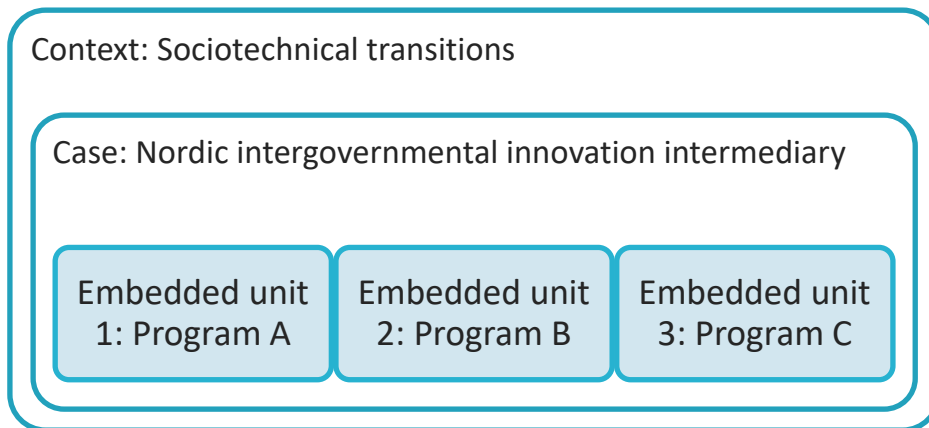 Context: Sociotechnical transitions
Case: Nordic intergovernmental innovation intermediary
Embedded unit
1: Program A
Embedded unit
2: Program B
Embedded unit
3: Program C